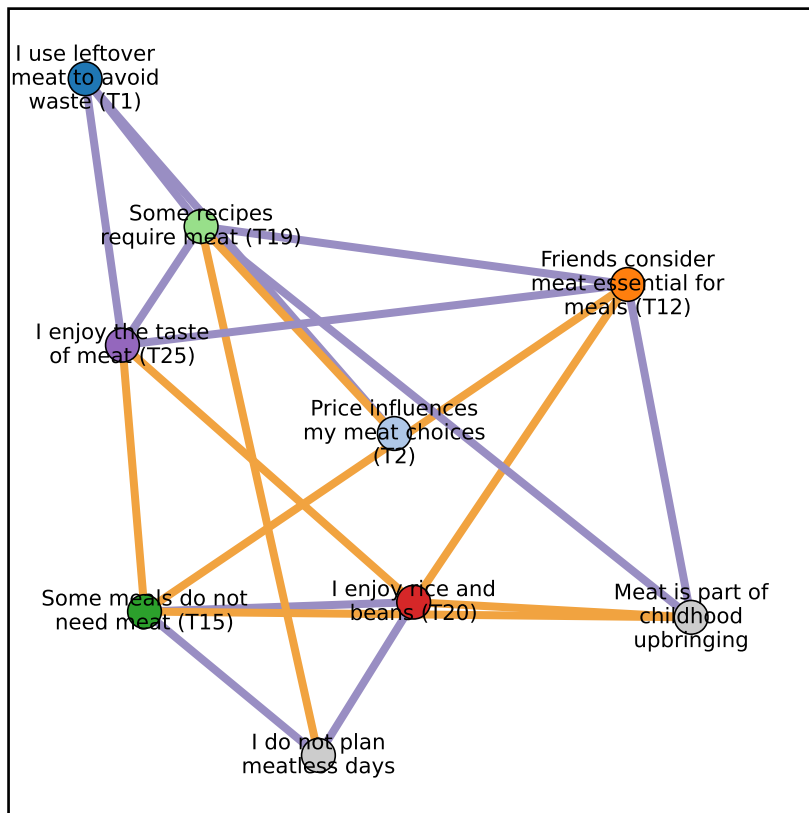 I use leftover
meat to avoid
waste (T1)
Some recipes
require meat (T19)
Friends consider
meat essential for
meals (T12)
I enjoy the taste
of meat (T25)
Price influences
my meat choices
(T2)
Some meals do not
need meat (T15)
I enjoy rice and
beans (T20)
Meat is part of
childhood
upbringing
I do not plan
meatless days